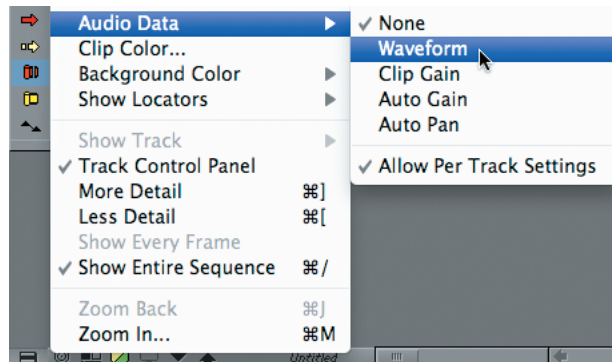 Audio Data
Clip Color...
Background Color
Show Locators
Show Track
✓ Track Control Panel
More Detail ⌘]
Less Detail ⌘[
Show Every Frame
✓ Show Entire Sequence ⌘/
Zoom Back ⌘J
Zoom In... ⌘M
✓ None
Waveform
Clip Gain
Auto Gain
Auto Pan
✓ Allow Per Track Settings
Untitled